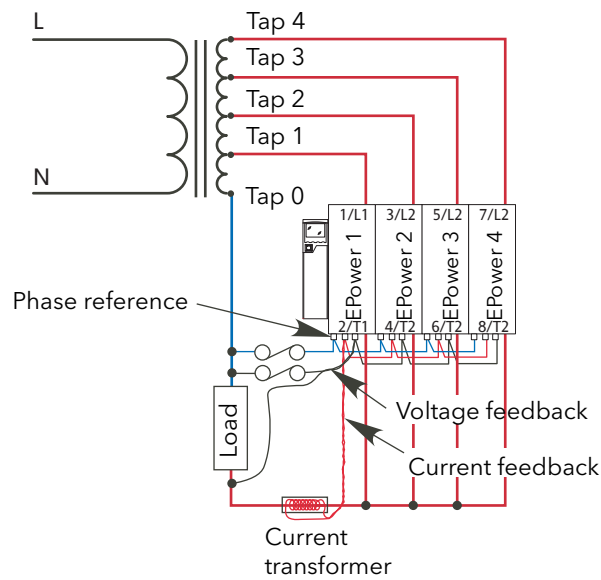 L
Tap 4
Tap 3
Tap 2
Tap 1
N
Tap 0
1/L1
3/L2
5/L2
7/L2
EPower 1
EPower 2
EPower 3
EPower 4
Phase reference
2/T1
4/T2
6/T2
8/T2
Load
Voltage feedback
Current feedback
Current
transformer